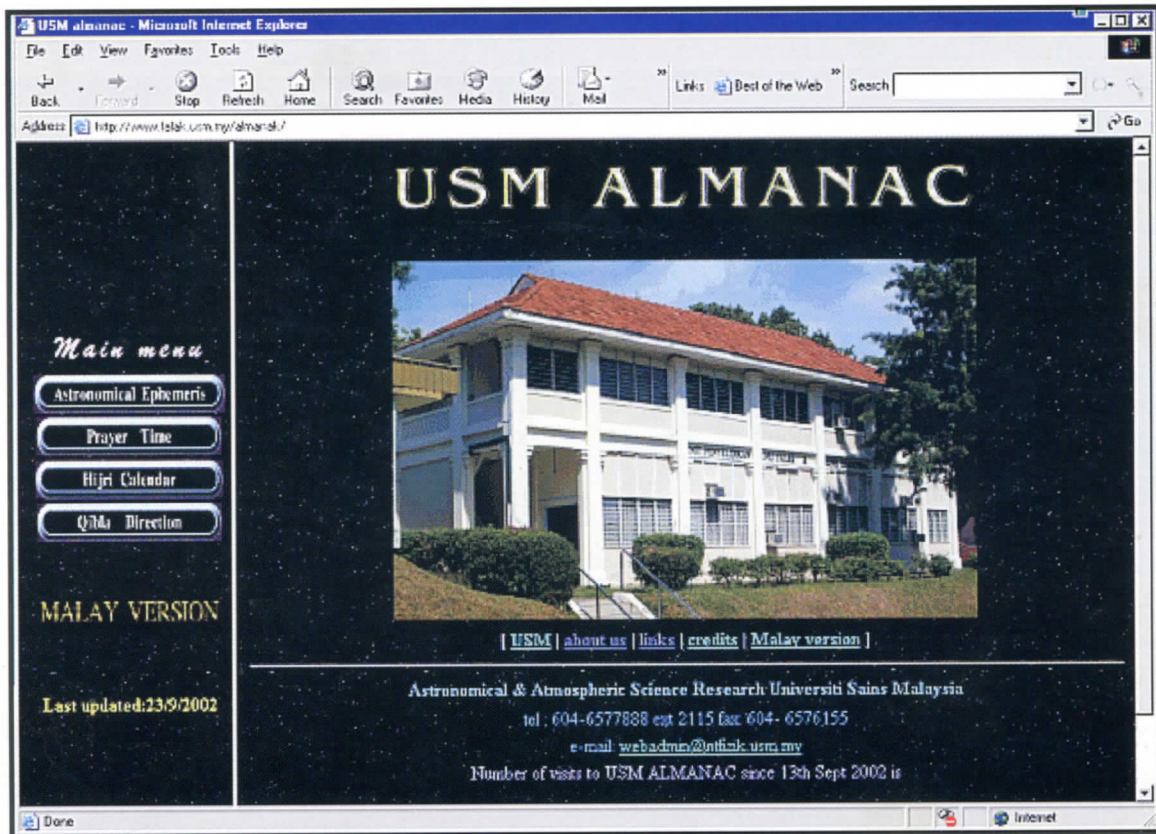 USM almanac - Microsoft Internet Explorer
File Edit View Favorites Tools Help
Back Forward Stop Refresh Home Search Favorites Media History Mail » Links Best of the Web » Search
Address http://www.falak.usm.my/almanak/ Go
USM ALMANAC
Main menu
Astronomical Ephemeris
Prayer Time
Hijri Calendar
Qibla Direction
MALAY VERSION
Last updated:23/9/2002
[ USM | about us | links | credits | Malay version ]
Astronomical & Atmospheric Science Research Universiti Sains Malaysia
tel : 604-6577888 ext 2115 fax: 604- 6576155
e-mail:
Number of visits to USM ALMANAC since 13th Sept 2002 is
Done Internet